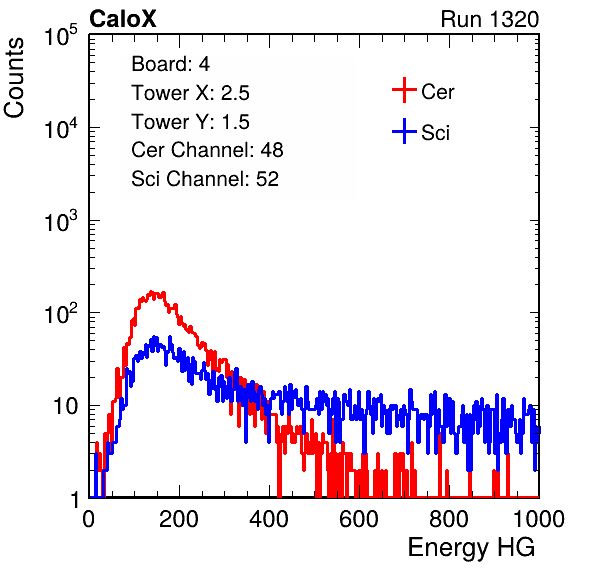 CaloX Run 1320
Counts
Board: 4
Tower X: 2.5
Tower Y: 1.5
Cer Channel: 48
Sci Channel: 52
Cer
Sci
10^5
10^4
10^3
10^2
10
1
0 200 400 600 800 1000
Energy HG